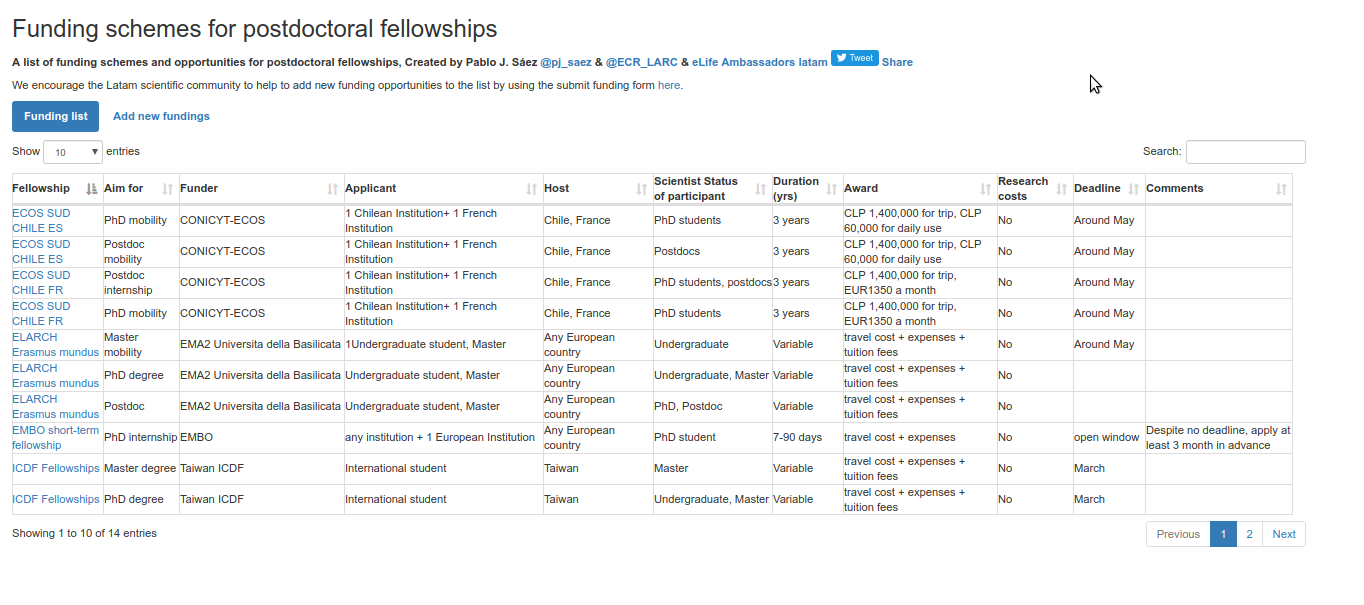 Funding schemes for postdoctoral fellowships
A list of funding schemes and opportunities for postdoctoral fellowships, Created by Pablo J. Sáez @pj_saez & @ECR_LARC & eLife Ambassadors latam Tweet Share
We encourage the Latam scientific community to help to add new funding opportunities to the list by using the submit funding form here.
Funding list Add new fundings
Show 10 entries Search:
Fellowship Aim for Funder Applicant Host Scientist Status of participant Duration (yrs) Award Research costs Deadline Comments
ECOS SUD CHILE ES PhD mobility CONICYT-ECOS 1 Chilean Institution+ 1 French Institution Chile, France PhD students 3 years CLP 1,400,000 for trip, CLP 60,000 for daily use No Around May
ECOS SUD CHILE ES Postdoc mobility CONICYT-ECOS 1 Chilean Institution+ 1 French Institution Chile, France Postdocs 3 years CLP 1,400,000 for trip, CLP 60,000 for daily use No Around May
ECOS SUD CHILE FR Postdoc internship CONICYT-ECOS 1 Chilean Institution+ 1 French Institution Chile, France PhD students, postdocs 3 years CLP 1,400,000 for trip, EUR1350 a month No Around May
ECOS SUD CHILE FR PhD mobility CONICYT-ECOS 1 Chilean Institution+ 1 French Institution Chile, France PhD students 3 years CLP 1,400,000 for trip, EUR1350 a month No Around May
ELARCH Erasmus mundus Master mobility EMA2 Universita della Basilicata 1Undergraduate student, Master Any European country Undergraduate Variable travel cost + expenses + tuition fees No Around May
ELARCH Erasmus mundus PhD degree EMA2 Universita della Basilicata Undergraduate student, Master Any European country Undergraduate, Master Variable travel cost + expenses + tuition fees No
ELARCH Erasmus mundus Postdoc EMA2 Universita della Basilicata Undergraduate student, Master Any European country PhD, Postdoc Variable travel cost + expenses + tuition fees No
EMBO short-term fellowship PhD internship EMBO any institution + 1 European Institution Any European country PhD student 7-90 days travel cost + expenses No open window Despite no deadline, apply at least 3 month in advance
ICDF Fellowships Master degree Taiwan ICDF International student Taiwan Master Variable travel cost + expenses + tuition fees No March
ICDF Fellowships PhD degree Taiwan ICDF International student Taiwan Undergraduate, Master Variable travel cost + expenses + tuition fees No March
Showing 1 to 10 of 14 entries Previous 1 2 Next